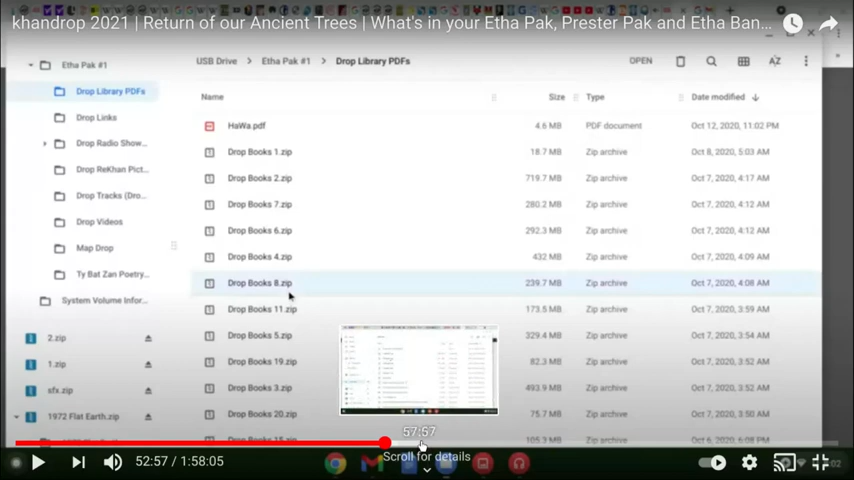 khandrop 2021 | Return of our Ancient Trees | What's in your Etha Pak, Prester Pak and Etha Ban...
Etha Pak #1
USB Drive > Etha Pak #1 > Drop Library PDFs
OPEN
AZ
Drop Library PDFs
Name Size Type Date modified
Drop Links
HaWa.pdf 4.6 MB PDF document Oct 12, 2020, 11:02 PM
Drop Radio Show...
Drop Books 1.zip 18.7 MB Zip archive Oct 8, 2020, 5:03 AM
Drop ReKhan Pict...
Drop Books 2.zip 719.7 MB Zip archive Oct 7, 2020, 4:17 AM
Drop Tracks (Dro...
Drop Books 7.zip 280.2 MB Zip archive Oct 7, 2020, 4:12 AM
Drop Videos
Drop Books 6.zip 292.3 MB Zip archive Oct 7, 2020, 4:12 AM
Map Drop
Drop Books 4.zip 432 MB Zip archive Oct 7, 2020, 4:09 AM
Ty Bat Zan Poetry...
Drop Books 8.zip 239.7 MB Zip archive Oct 7, 2020, 4:08 AM
System Volume Infor...
Drop Books 11.zip 173.5 MB Zip archive Oct 7, 2020, 3:59 AM
2.zip
Drop Books 5.zip 329.4 MB Zip archive Oct 7, 2020, 3:54 AM
1.zip
Drop Books 19.zip 82.3 MB Zip archive Oct 7, 2020, 3:52 AM
xfx.zip
Drop Books 3.zip 493.9 MB Zip archive Oct 7, 2020, 3:52 AM
1972 Flat Earth.zip
Drop Books 20.zip 75.7 MB Zip archive Oct 7, 2020, 3:50 AM
Drop Books 15.zip 105.3 MB Zip archive Oct 6, 2020, 6:08 PM
57:57
52:57 / 1:58:05
Scroll for details